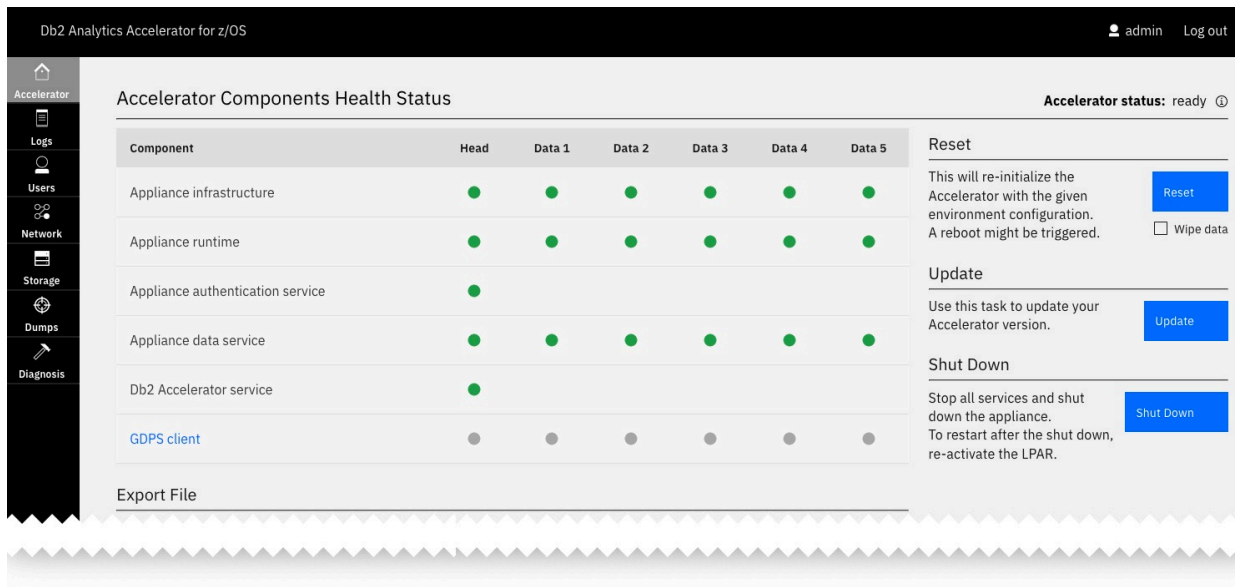 Db2 Analytics Accelerator for z/OS
admin Log out
Accelerator
Logs
Users
Network
Storage
Dumps
Diagnosis
Accelerator Components Health Status
Accelerator status: ready
Component Head Data 1 Data 2 Data 3 Data 4 Data 5
Appliance infrastructure
Appliance runtime
Appliance authentication service
Appliance data service
Db2 Accelerator service
GDPS client
Export File
Reset
This will re-initialize the
Accelerator with the given
environment configuration.
A reboot might be triggered.
Reset
Wipe data
Update
Use this task to update your
Accelerator version.
Update
Shut Down
Stop all services and shut
down the appliance.
To restart after the shut down,
re-activate the LPAR.
Shut Down